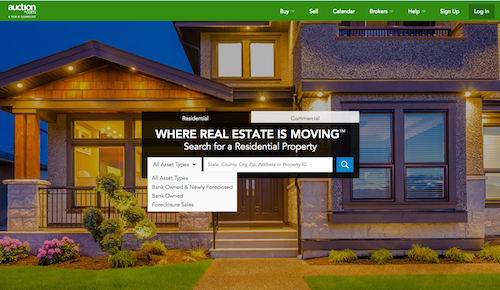 auction.com
A TEN-X COMPANY
Buy Sell Calendar Brokers Help Sign Up Log In
Residential Commercial
WHERE REAL ESTATE IS MOVING™
Search for a Residential Property
All Asset Types State, County, City, Zip, Address or Property ID
All Asset Types
Bank Owned & Newly Foreclosed
Bank Owned
Foreclosure Sales